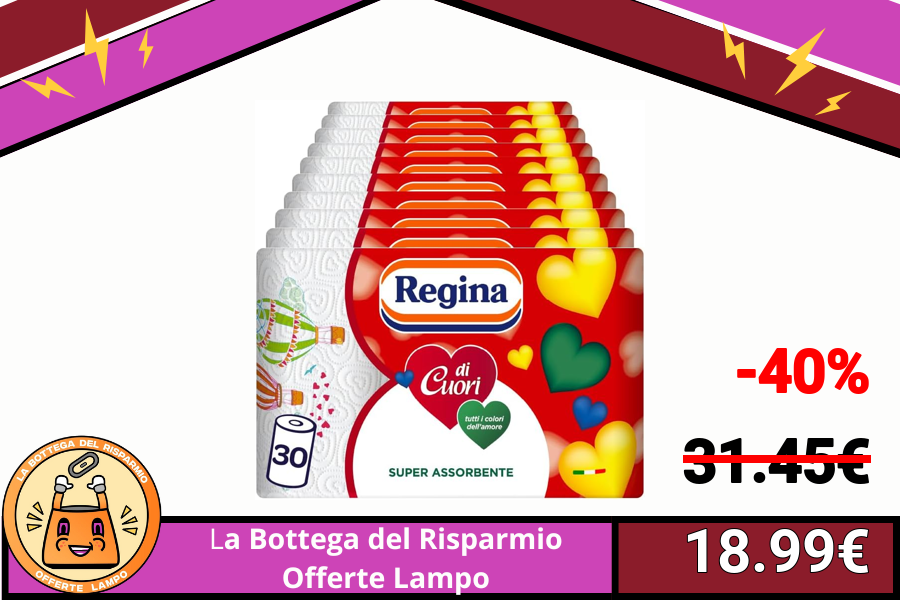 Regina
di
Cuori
tutti i colori
dell'amore
30
SUPER ASSORBENTE
-40%
31.45€
LA BOTTEGA DEL RISPARMIO
OFFERTE LAMPO
La Bottega del Risparmio
Offerte Lampo
18.99€